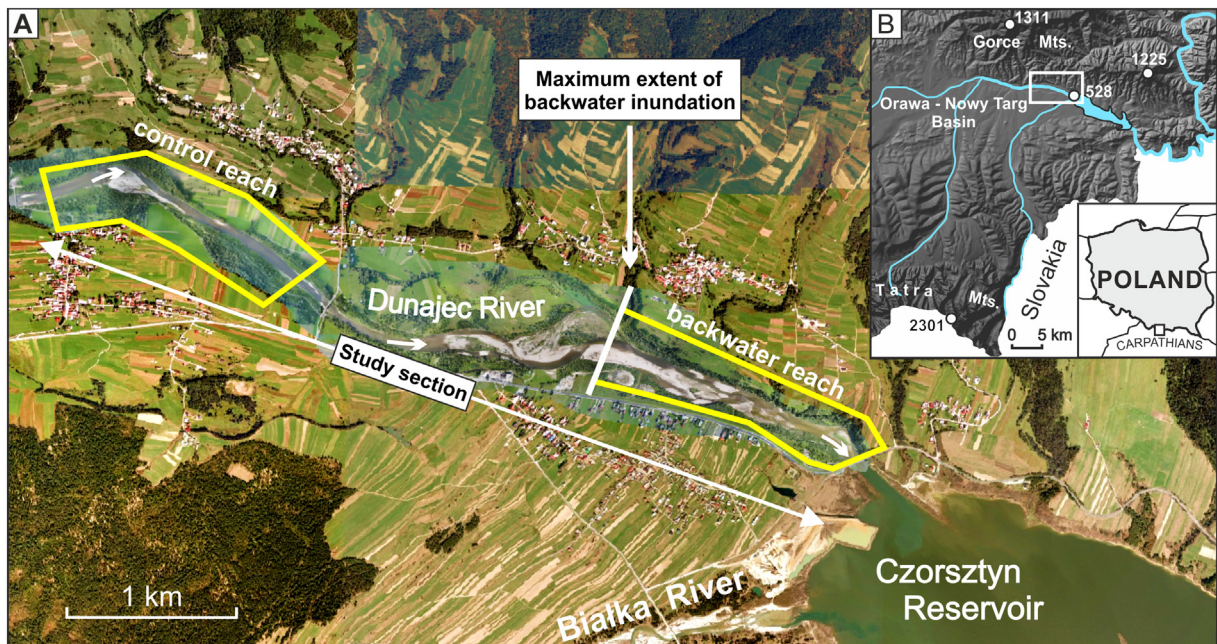 A
control reach
Maximum extent of
backwater inundation
Dunajec River
backwater reach
Study section
Białka River
Czorsztyn
Reservoir
1 km
B
1311
Gorce Mts.
1225
528
Orawa - Nowy Targ
Basin
Slovakia
Tatra Mts.
2301
0 5 km
POLAND
CARPATHIANS